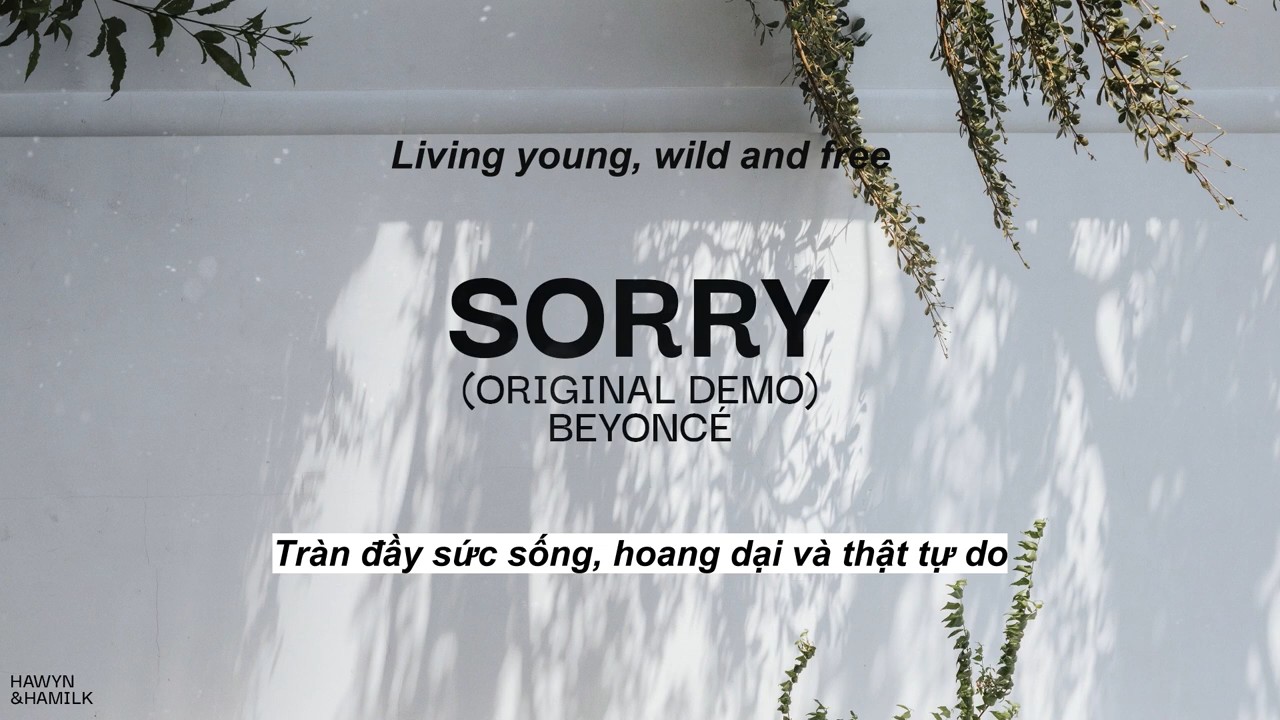 Living young, wild and free
SORRY
(ORIGINAL DEMO)
BEYONCÉ
Tràn đầy sức sống, hoang dại và thật tự do
HAWYN
&HAMILK